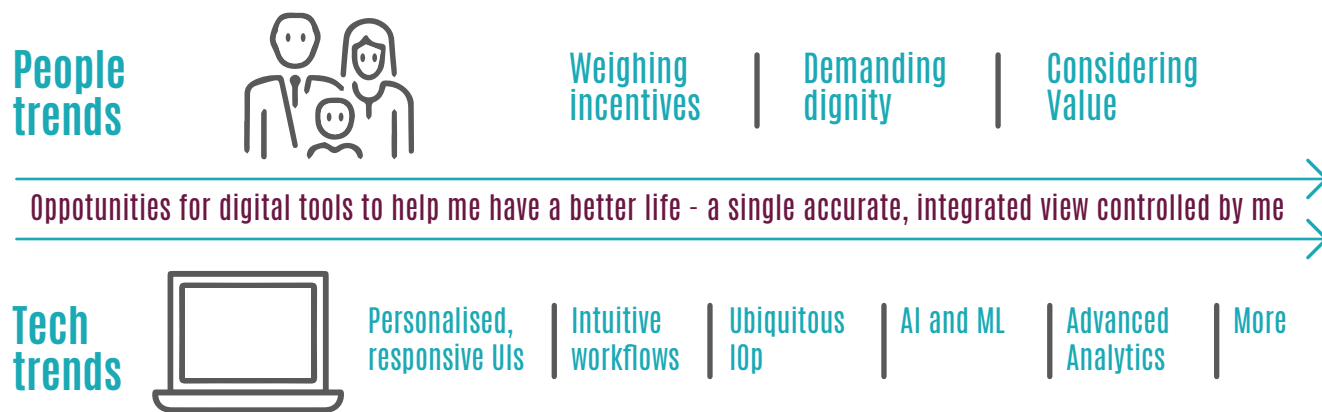 People
trends
Weighing
incentives
Demanding
dignity
Considering
Value
Oppotunities for digital tools to help me have a better life - a single accurate, integrated view controlled by me
Tech
trends
Personalised,
responsive UIs
Intuitive
workflows
Ubiquitous
IOp
AI and ML
Advanced
Analytics
More